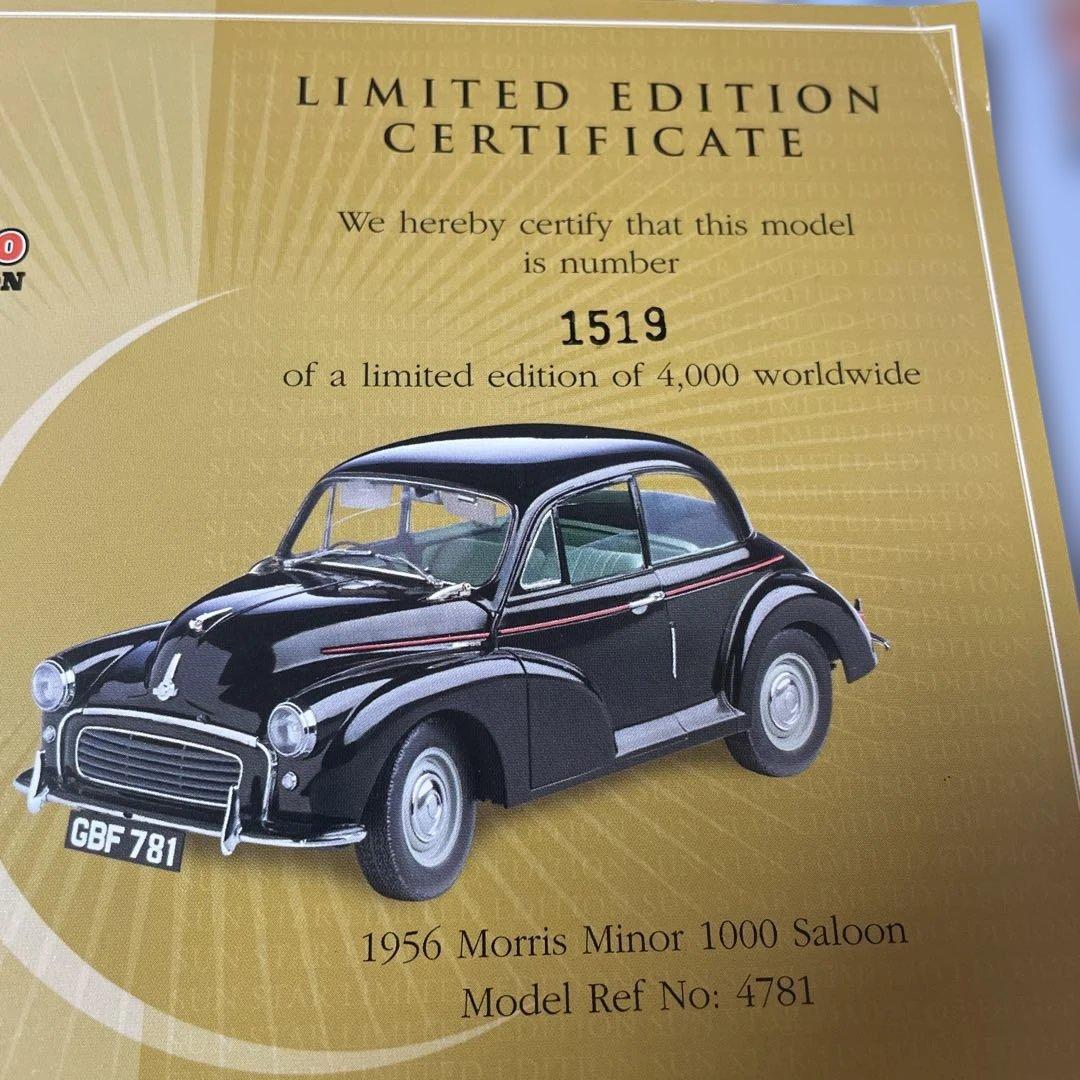 LIMITED EDITION
CERTIFICATE
We hereby certify that this model
is number
1519
of a limited edition of 4,000 worldwide
GBF 781
1956 Morris Minor 1000 Saloon
Model Ref No: 4781